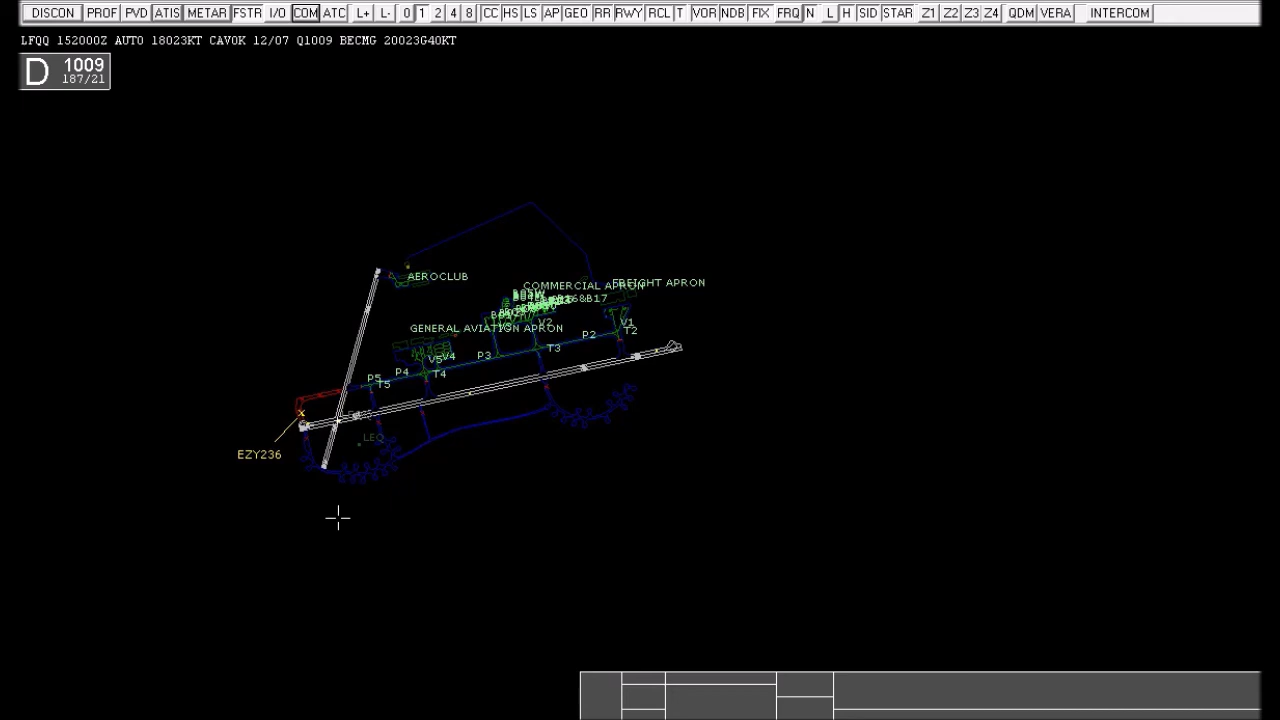 DISCON PROF PVD ATIS METAR FSTR I/O COM ATC L+ L- 0 1 2 4 8 CC HS LS AP GEO RR RWY RCL T VOR NDB FIX FRQ N L H SID STAR Z1 Z2 Z3 Z4 QDM VERA INTERCOM
LFQQ 152000Z AUTO 18023KT CAVOK 12/07 Q1009 BECMG 20023G40KT
D 1009
187/21
AEROCLUB
COMMERCIAL APRON
FREIGHT APRON
GENERAL AVIATION APRON
V2
V1
T2
P2
T3
P3
V5
V4
P4
T4
P5
T5
LEQ
EZY236